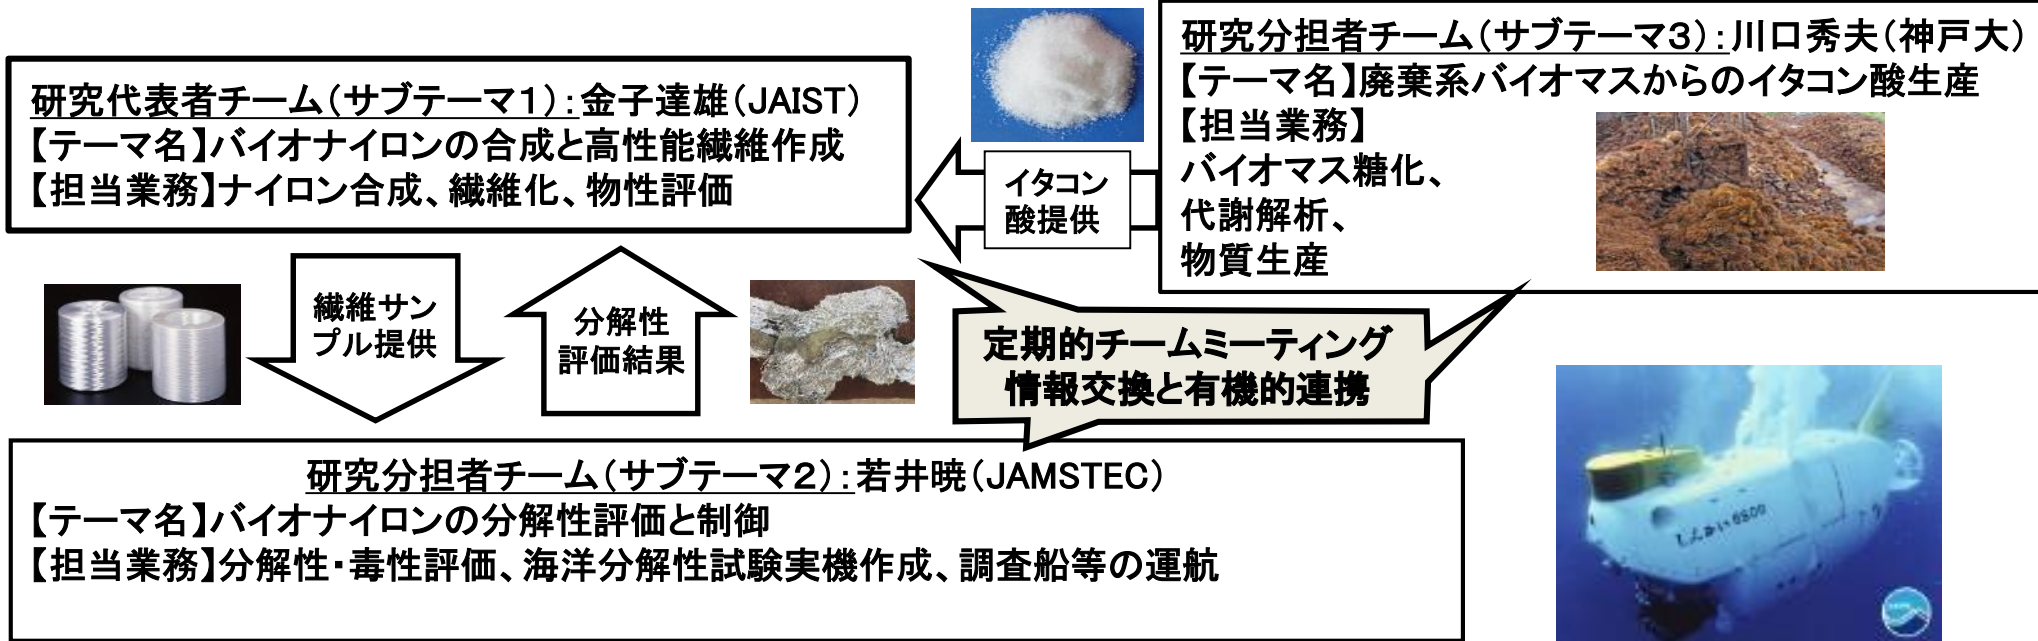 研究代表者チーム(サブテーマ1):金子達雄(JAIST)
【テーマ名】バイオナイロンの合成と高性能繊維作成
【担当業務】ナイロン合成、繊維化、物性評価
イタコン
酸提供
研究分担者チーム(サブテーマ3):川口秀夫(神戸大)
【テーマ名】廃棄系バイオマスからのイタコン酸生産
【担当業務】
バイオマス糖化、
代謝解析、
物質生産
繊維サン
プル提供
分解性
評価結果
定期的チームミーティング
情報交換と有機的連携
研究分担者チーム(サブテーマ2):若井暁(JAMSTEC)
【テーマ名】バイオナイロンの分解性評価と制御
【担当業務】分解性・毒性評価、海洋分解性試験実機作成、調査船等の運航
しんかい6500